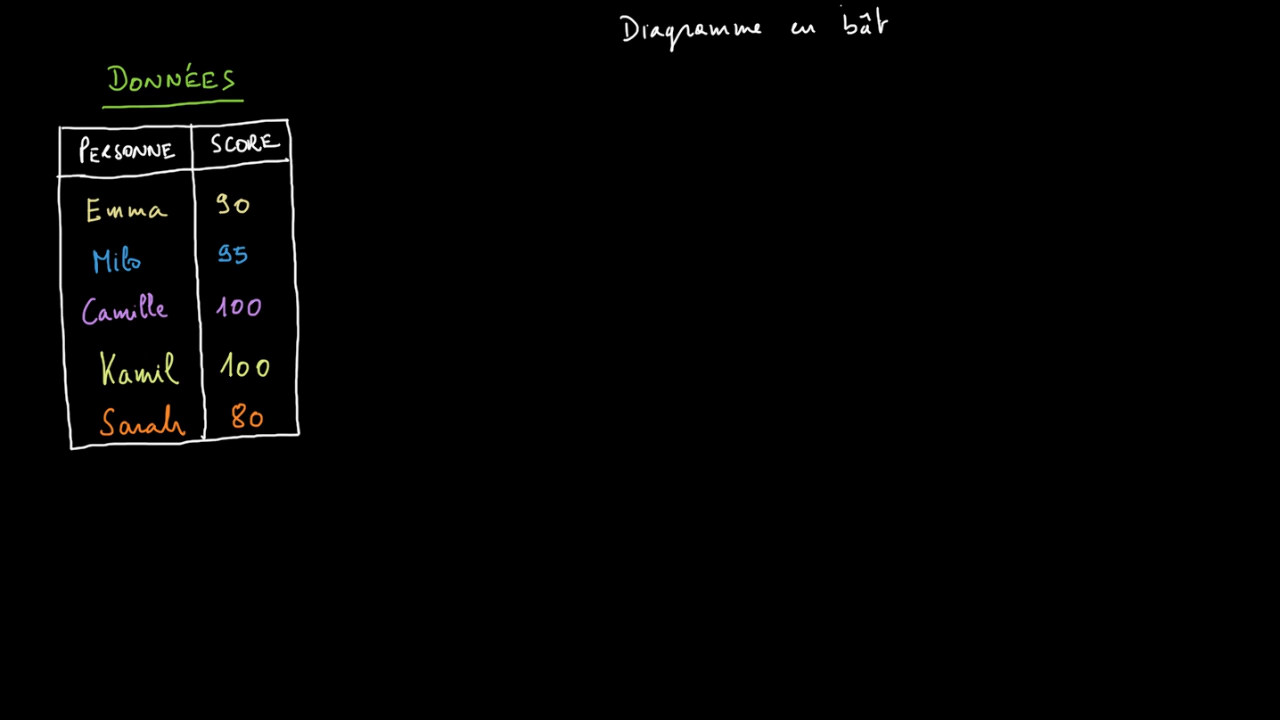 Diagramme en bât
DONNÉES
PERSONNE SCORE
Emma 90
Milo 95
Camille 100
Kamil 100
Sarah 80